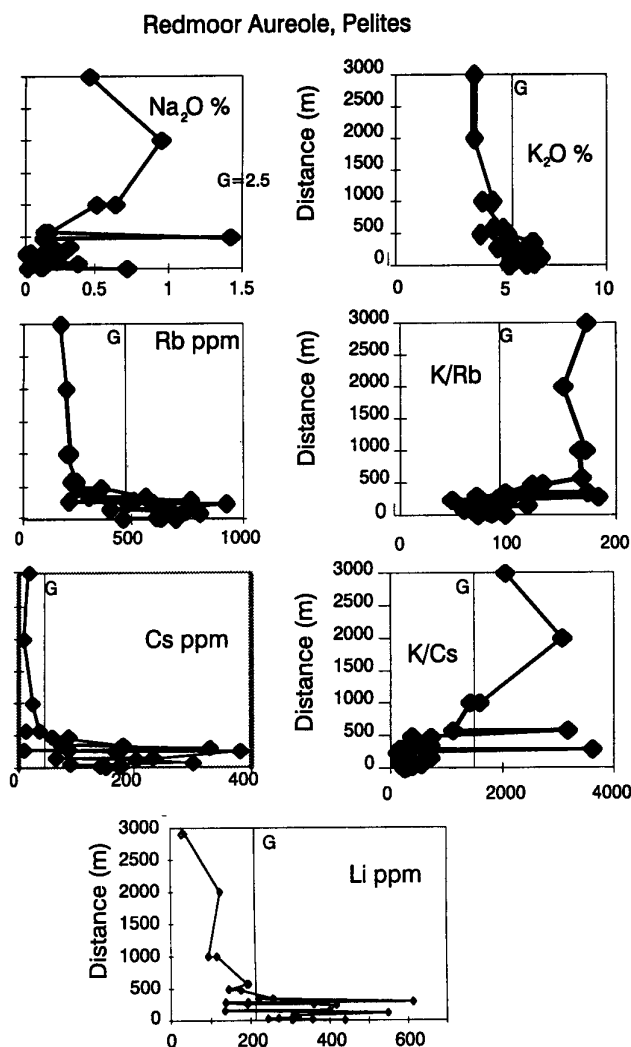 Redmoor Aureole, Pelites
Na₂O %
G=2.5
0 0.5 1 1.5
Distance (m)
3000
2500
2000
1500
1000
500
0
G
K₂O %
0 5 10
G
Rb ppm
0 500 1000
Distance (m)
3000
2500
2000
1500
1000
500
0
G
K/Rb
0 100 200
G
Cs ppm
0 200 400
Distance (m)
3000
2500
2000
1500
1000
500
0
G
K/Cs
0 2000 4000
Distance (m)
3000
2500
2000
1500
1000
500
0
G
Li ppm
0 200 400 600